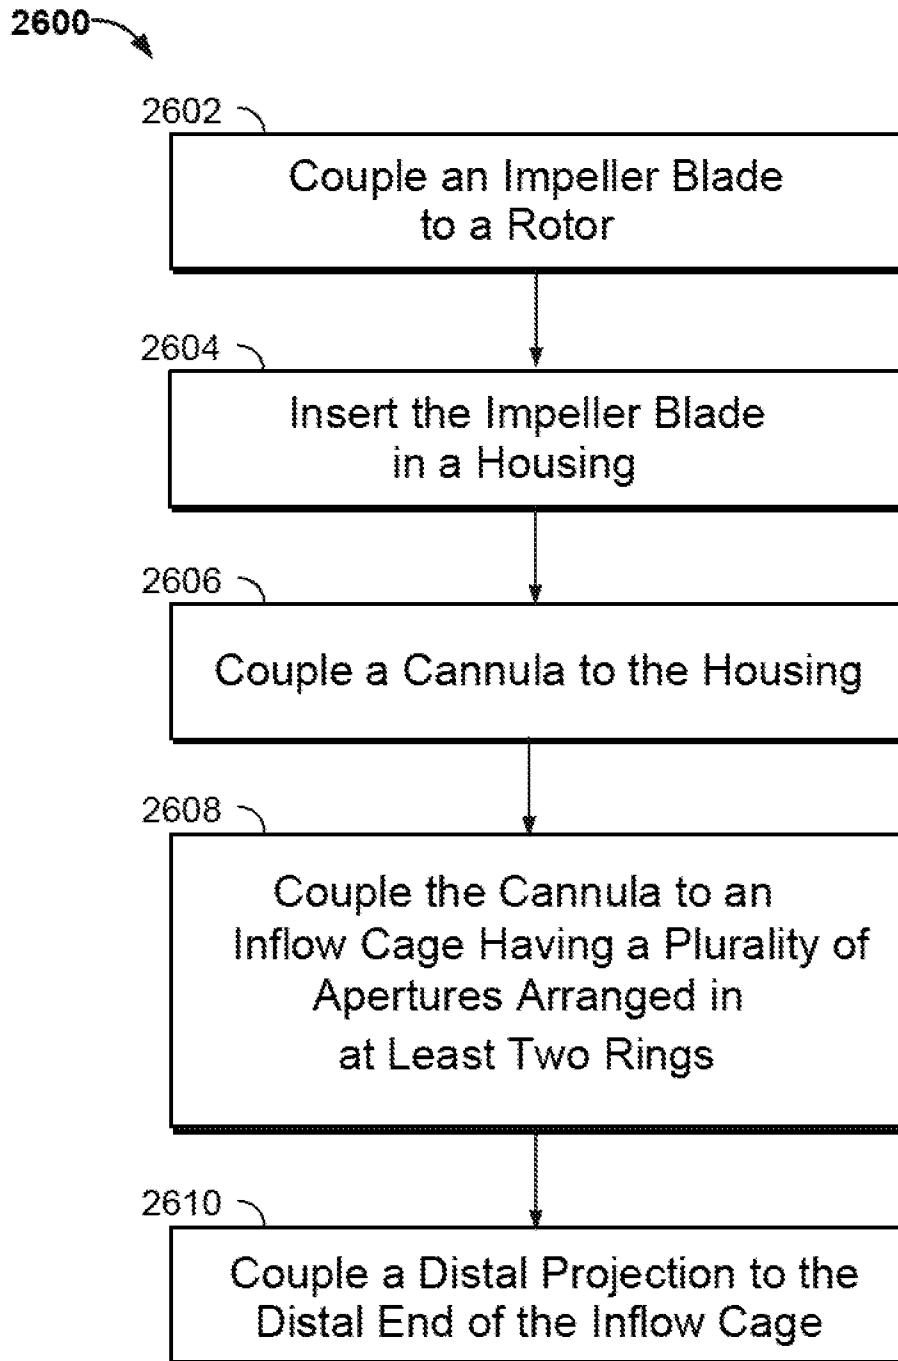 2600
2602
Couple an Impeller Blade
to a Rotor
2604
Insert the Impeller Blade
in a Housing
2606
Couple a Cannula to the Housing
2608
Couple the Cannula to an
Inflow Cage Having a Plurality of
Apertures Arranged in
at Least Two Rings
2610
Couple a Distal Projection to the
Distal End of the Inflow Cage